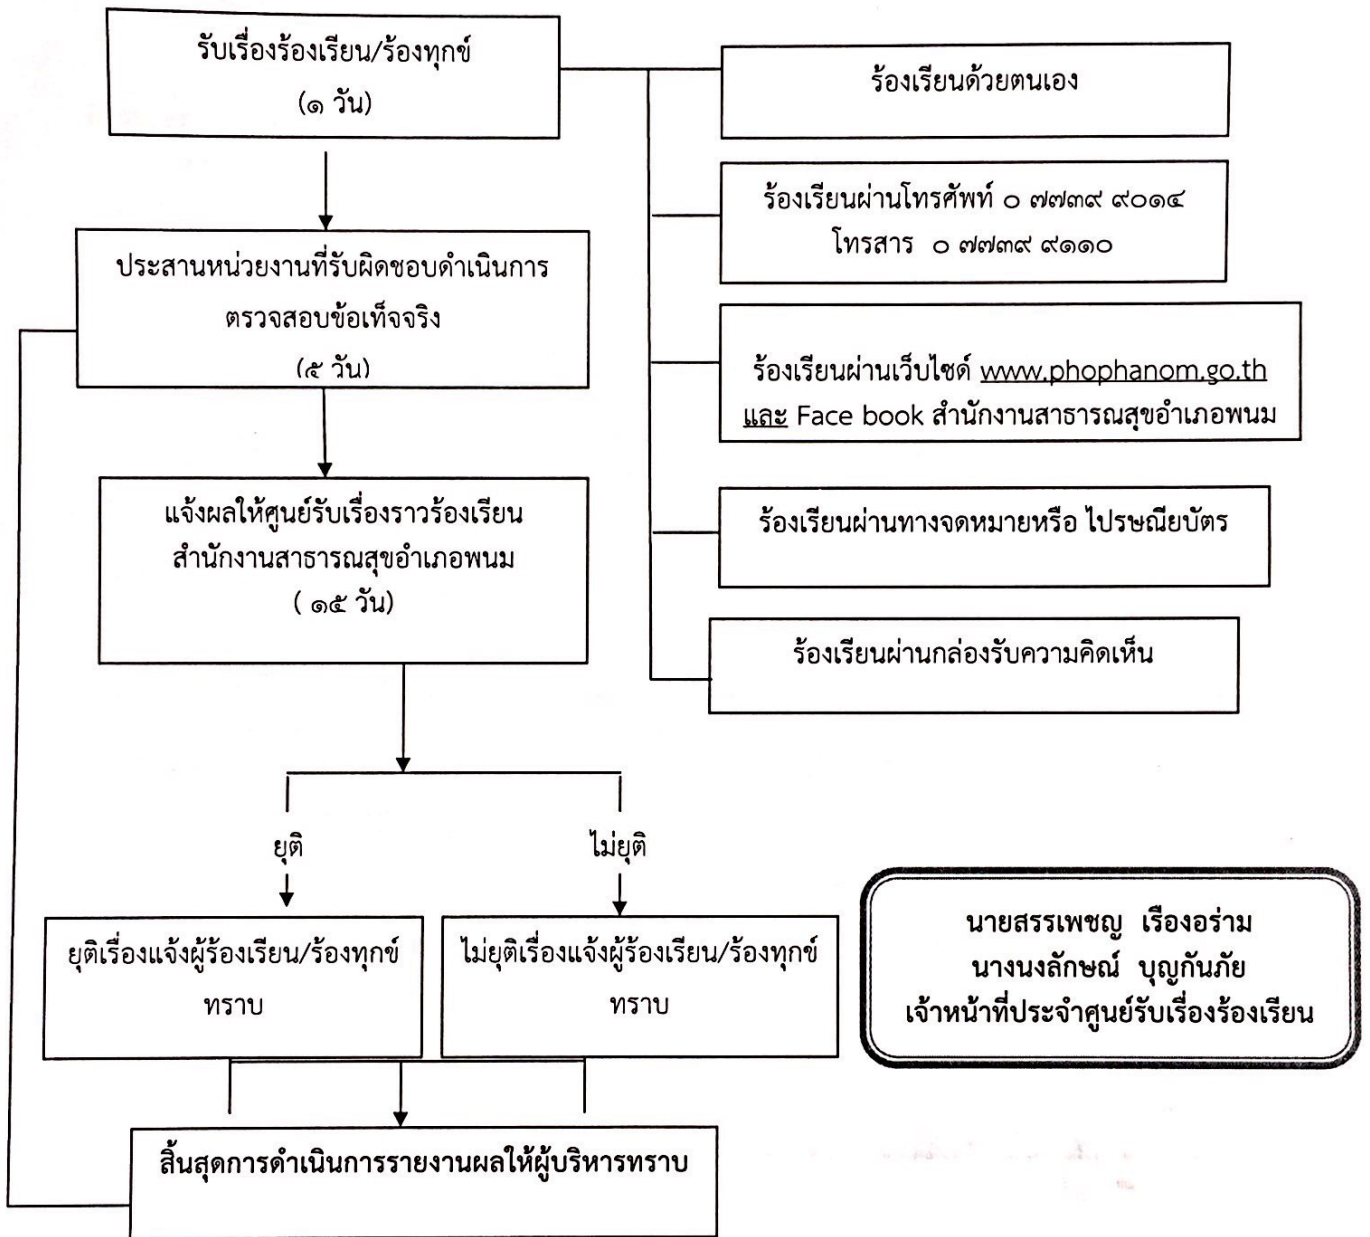 รับเรื่องร้องเรียน/ร้องทุกข์
(๑ วัน)
ร้องเรียนด้วยตนเอง
ร้องเรียนผ่านโทรศัพท์ ๐ ๗๗๓๙ ๙๐๑๔
โทรสาร ๐ ๗๗๓๙ ๙๑๑๐
ประสานหน่วยงานที่รับผิดชอบดำเนินการ
ตรวจสอบข้อเท็จจริง
(๕ วัน)
ร้องเรียนผ่านเว็บไซด์ www.phophanom.go.th
และ Face book สำนักงานสาธารณสุขอำเภอพนม
แจ้งผลให้ศูนย์รับเรื่องราวร้องเรียน
สำนักงานสาธารณสุขอำเภอพนม
( ๑๕ วัน)
ร้องเรียนผ่านทางจดหมายหรือ ไปรษณียบัตร
ร้องเรียนผ่านกล่องรับความคิดเห็น
ยุติ
ไม่ยุติ
ยุติเรื่องแจ้งผู้ร้องเรียน/ร้องทุกข์
ทราบ
ไม่ยุติเรื่องแจ้งผู้ร้องเรียน/ร้องทุกข์
ทราบ
นายสรรเพชญ เรืองอร่าม
นางนงลักษณ์ บุญกันภัย
เจ้าหน้าที่ประจำศูนย์รับเรื่องร้องเรียน
สิ้นสุดการดำเนินการรายงานผลให้ผู้บริหารทราบ